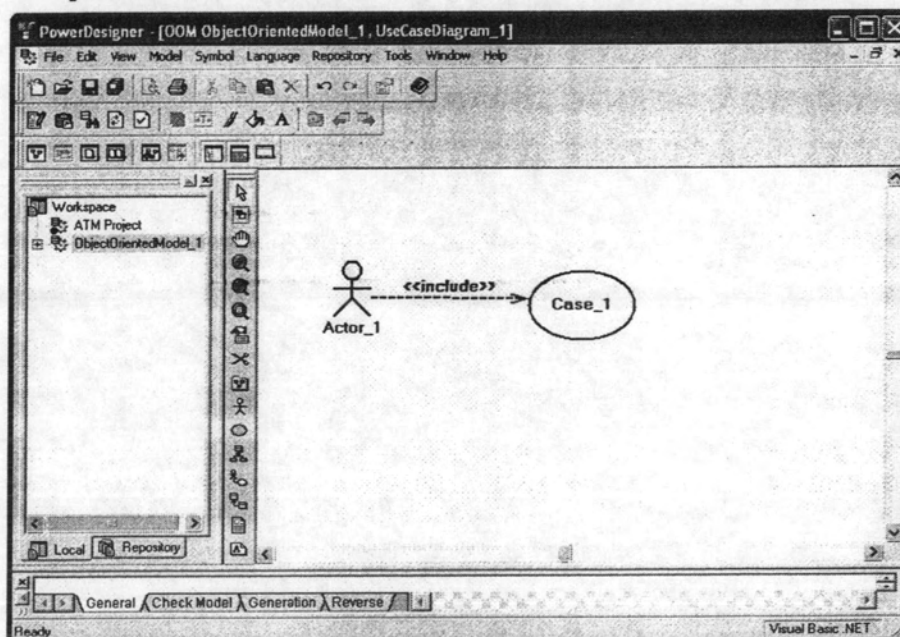 PowerDesigner - [OOM ObjectOrientedModel_1, UseCaseDiagram_1]
File Edit View Model Symbol Language Repository Tools Window Help
Workspace
ATM Project
ObjectOrientedModel_1
<<include>>
Actor_1
Case_1
Local Repository
General Check Model Generation Reverse
Ready
Visual Basic .NET